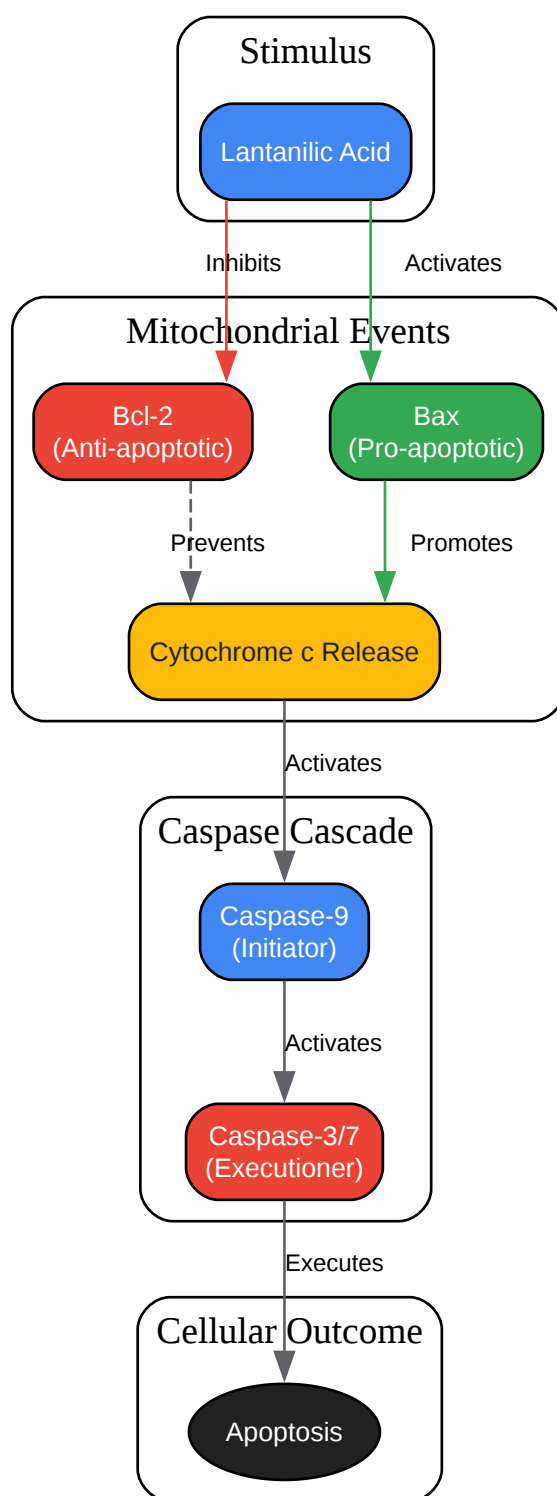 Stimulus
Lantanilic Acid
Inhibits
Activates
Mitochondrial Events
Bcl-2
(Anti-apoptotic)
Bax
(Pro-apoptotic)
Prevents
Promotes
Cytochrome c Release
Activates
Caspase Cascade
Caspase-9
(Initiator)
Activates
Caspase-3/7
(Executioner)
Executes
Cellular Outcome
Apoptosis